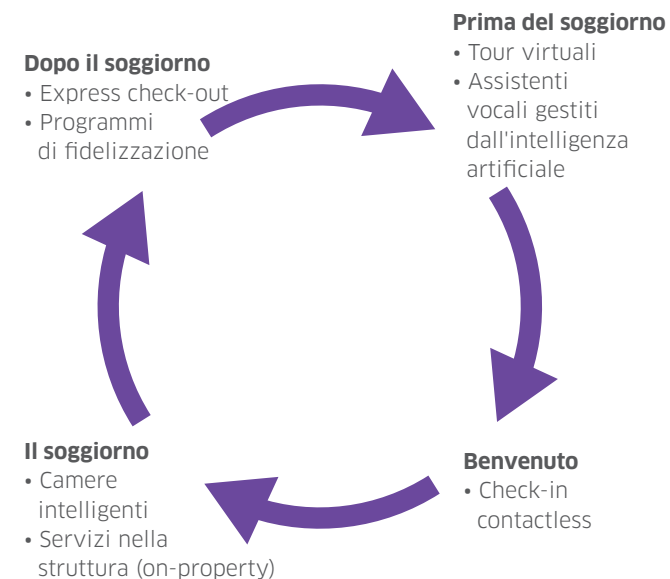 Prima del soggiorno
• Tour virtuali
• Assistenti
vocali gestiti
dall'intelligenza
artificiale
Benvenuto
• Check-in
contactless
Il soggiorno
• Camere
intelligenti
• Servizi nella
struttura (on-property)
Dopo il soggiorno
• Express check-out
• Programmi
di fidelizzazione